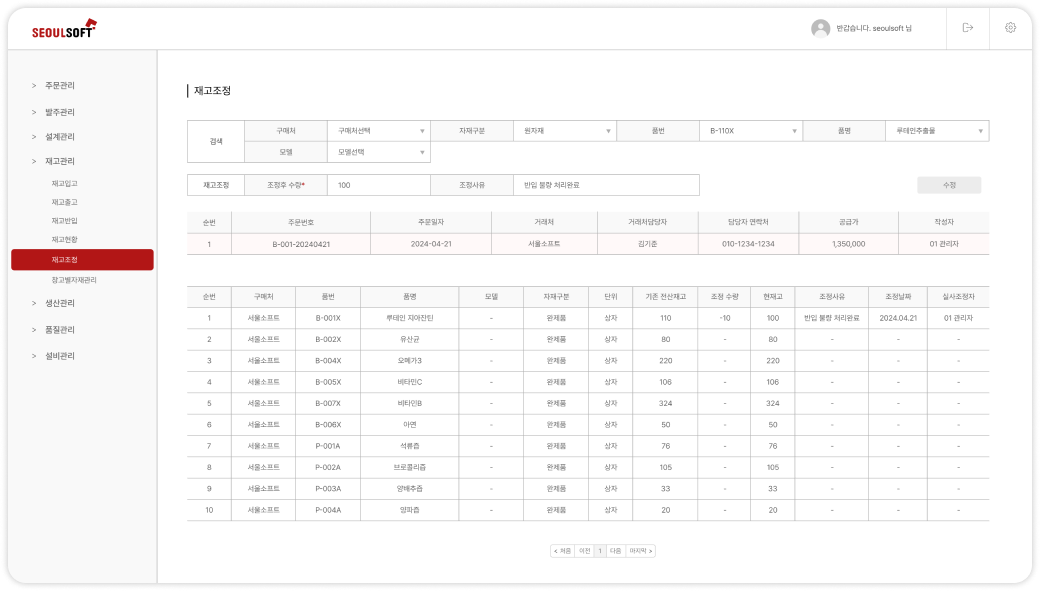 SEOULSOFT
반갑습니다. seoulsoft 님
> 주문관리
> 발주관리
> 설계관리
> 재고관리
재고입고
재고출고
재고반입
재고현황
재고조정
창고별자재관리
> 생산관리
> 품질관리
> 설비관리
재고조정
검색 구매처 구매처선택 ▼ 자재구분 원자재 ▼ 품번 B-110X ▼ 품명 루테인추출물 ▼
모델 모델선택 ▼
재고조정 조정후 수량* 100 조정사유 반입 불량 처리완료 수정
순번 주문번호 주문일자 거래처 거래처담당자 담당자 연락처 공급가 작성자
1 B-001-20240421 2024-04-21 서울소프트 김기준 010-1234-1234 1,350,000 01 관리자
순번 구매처 품번 품명 모델 자재구분 단위 기존 전산재고 조정 수량 현재고 조정사유 조정날짜 실사조정자
1 서울소프트 B-001X 루테인 지아잔틴 - 완제품 상자 110 -10 100 반입 불량 처리완료 2024.04.21 01 관리자
2 서울소프트 B-002X 유산균 - 완제품 상자 80 - 80 - - -
3 서울소프트 B-004X 오메가3 - 완제품 상자 220 - 220 - - -
4 서울소프트 B-005X 비타민C - 완제품 상자 106 - 106 - - -
5 서울소프트 B-007X 비타민B - 완제품 상자 324 - 324 - - -
6 서울소프트 B-006X 아연 - 완제품 상자 50 - 50 - - -
7 서울소프트 P-001A 석류즙 - 완제품 상자 76 - 76 - - -
8 서울소프트 P-002A 브로콜리즙 - 완제품 상자 105 - 105 - - -
9 서울소프트 P-003A 양배추즙 - 완제품 상자 33 - 33 - - -
10 서울소프트 P-004A 양파즙 - 완제품 상자 20 - 20 - - -
< 처음 이전 1 다음 마지막 >